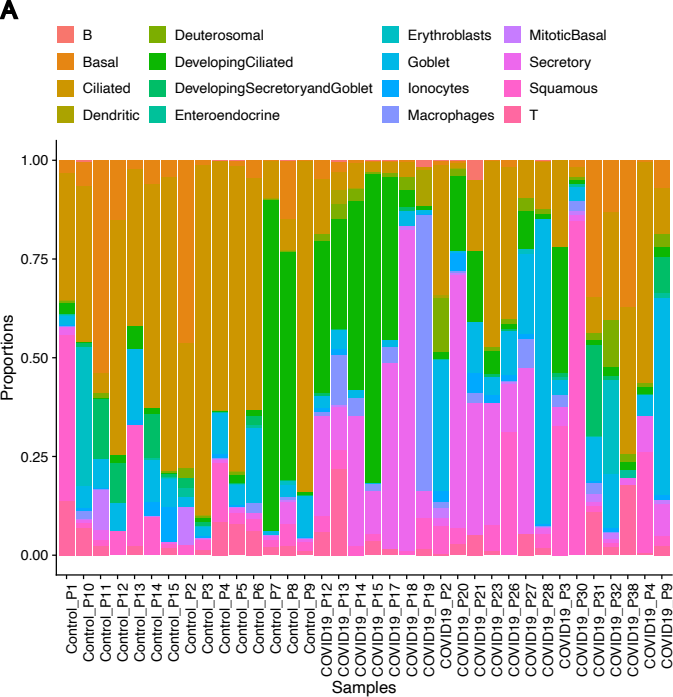 A
B
Basal
Ciliated
Dendritic
Deuterosomal
DevelopingCiliated
DevelopingSecretoryandGoblet
Enteroendocrine
Erythroblasts
Goblet
Ionocytes
Macrophages
MitoticBasal
Secretory
Squamous
T
Proportions
1.00
0.75
0.50
0.25
0.00
Control_P1
Control_P10
Control_P11
Control_P12
Control_P13
Control_P14
Control_P15
Control_P2
Control_P3
Control_P4
Control_P5
Control_P6
Control_P7
Control_P8
Control_P9
COVID19_P12
COVID19_P13
COVID19_P14
COVID19_P15
COVID19_P17
COVID19_P18
COVID19_P19
COVID19_P2
COVID19_P20
COVID19_P21
COVID19_P23
COVID19_P26
COVID19_P27
COVID19_P28
COVID19_P3
COVID19_P30
COVID19_P31
COVID19_P32
COVID19_P38
COVID19_P4
COVID19_P9
Samples